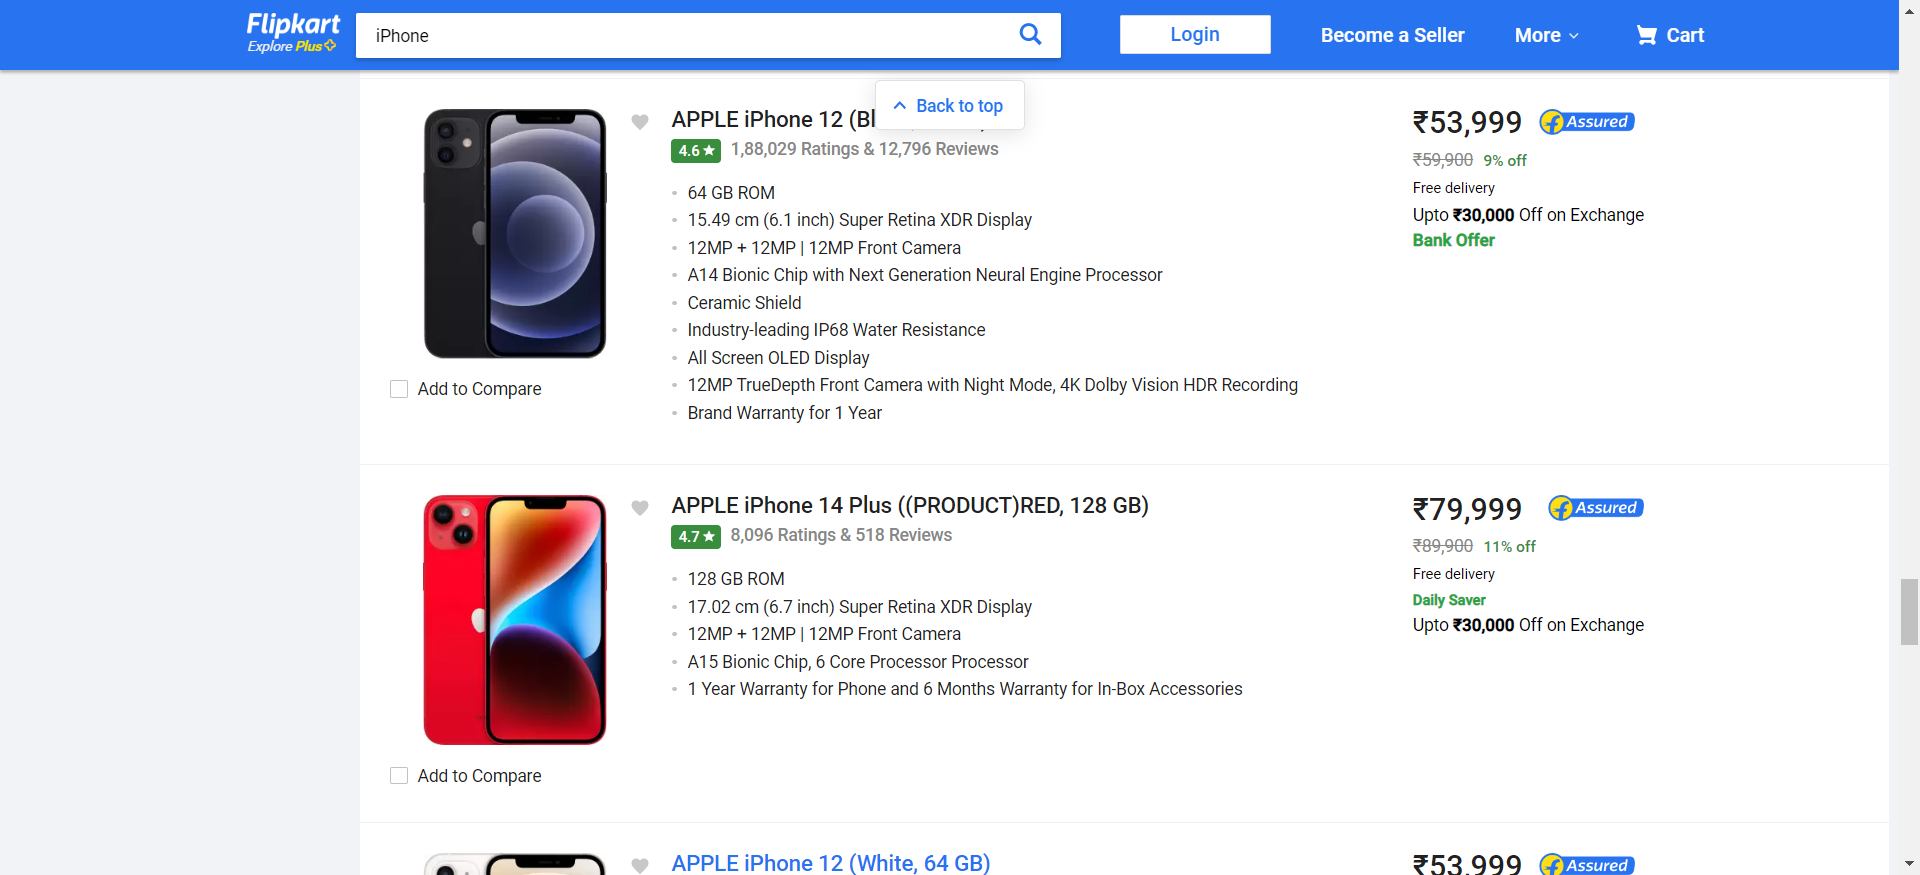 Flipkart
Explore Plus
iPhone
Login
Become a Seller
More
Cart
Back to top
APPLE iPhone 12 (Bl
4.6★ 1,88,029 Ratings & 12,796 Reviews
64 GB ROM
15.49 cm (6.1 inch) Super Retina XDR Display
12MP + 12MP | 12MP Front Camera
A14 Bionic Chip with Next Generation Neural Engine Processor
Ceramic Shield
Industry-leading IP68 Water Resistance
All Screen OLED Display
12MP TrueDepth Front Camera with Night Mode, 4K Dolby Vision HDR Recording
Brand Warranty for 1 Year
Add to Compare
₹53,999 Assured
₹59,900 9% off
Free delivery
Upto ₹30,000 Off on Exchange
Bank Offer
APPLE iPhone 14 Plus ((PRODUCT)RED, 128 GB)
4.7★ 8,096 Ratings & 518 Reviews
128 GB ROM
17.02 cm (6.7 inch) Super Retina XDR Display
12MP + 12MP | 12MP Front Camera
A15 Bionic Chip, 6 Core Processor Processor
1 Year Warranty for Phone and 6 Months Warranty for In-Box Accessories
Add to Compare
₹79,999 Assured
₹89,900 11% off
Free delivery
Daily Saver
Upto ₹30,000 Off on Exchange
APPLE iPhone 12 (White, 64 GB)
₹53,999 Assured